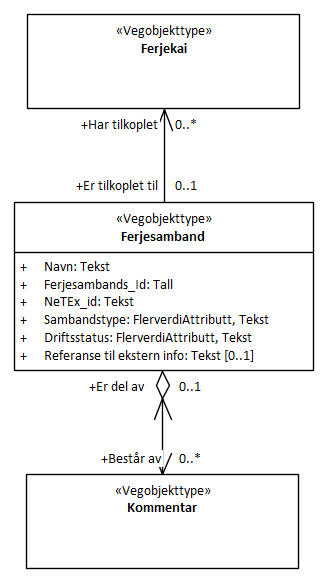 «Vegobjekttype»
Ferjekai
+Har tilkoplet 0..*
+Er tilkoplet til 0..1
«Vegobjekttype»
Ferjesamband
+ Navn: Tekst
+ Ferjesambands_Id: Tall
+ NeTEx_id: Tekst
+ Sambandstype: FlerverdiAttributt, Tekst
+ Driftsstatus: FlerverdiAttributt, Tekst
+ Referanse til ekstern info: Tekst [0..1]
+Er del av 0..1
+Består av 0..*
«Vegobjekttype»
Kommentar